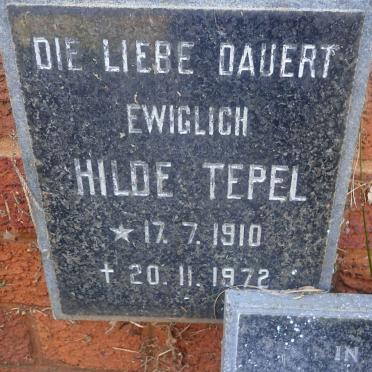 DIE LIEBE DAUERT
EWIGLICH
HILDE TEPEL
* 17. 7. 1910
† 20. 11. 1972
IN